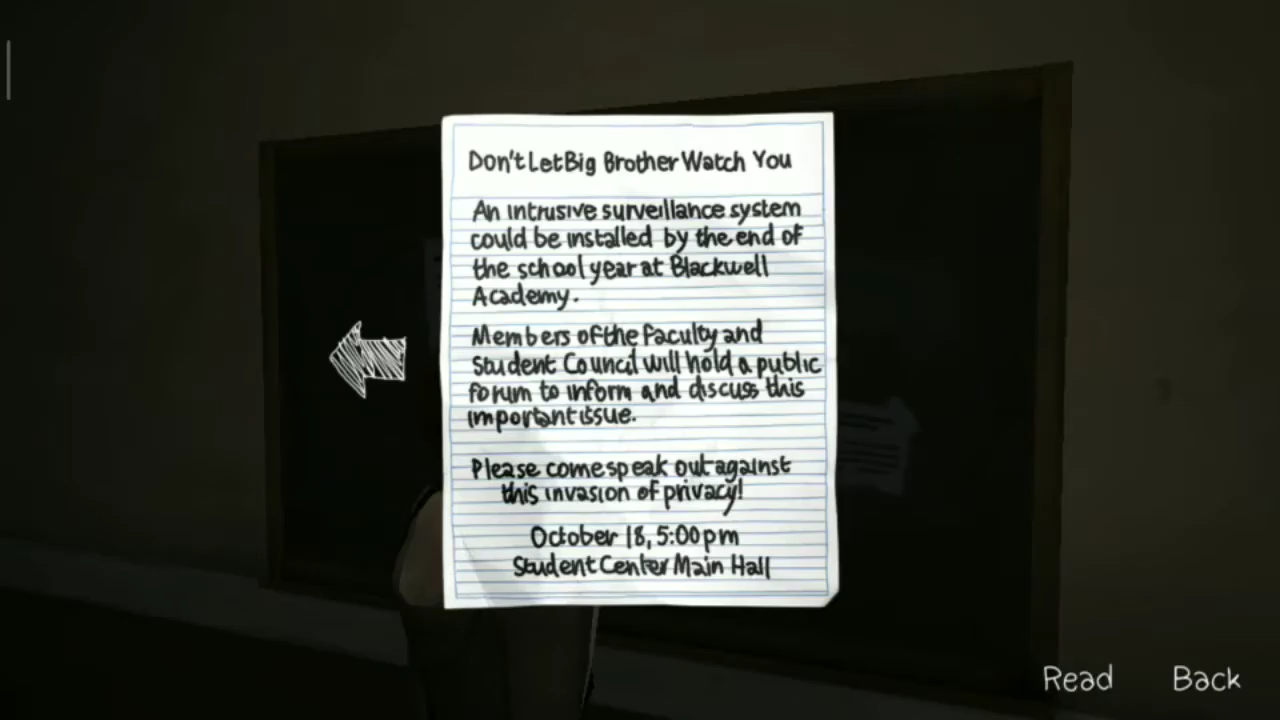 Don't Let Big Brother Watch You
An intrusive surveillance system
could be installed by the end of
the school year at Blackwell
Academy.
Members of the Faculty and
Student Council will hold a public
forum to inform and discuss this
important issue.
Please come speak out against
this invasion of privacy!
October 18, 5:00pm
Student Center Main Hall
Read
Back